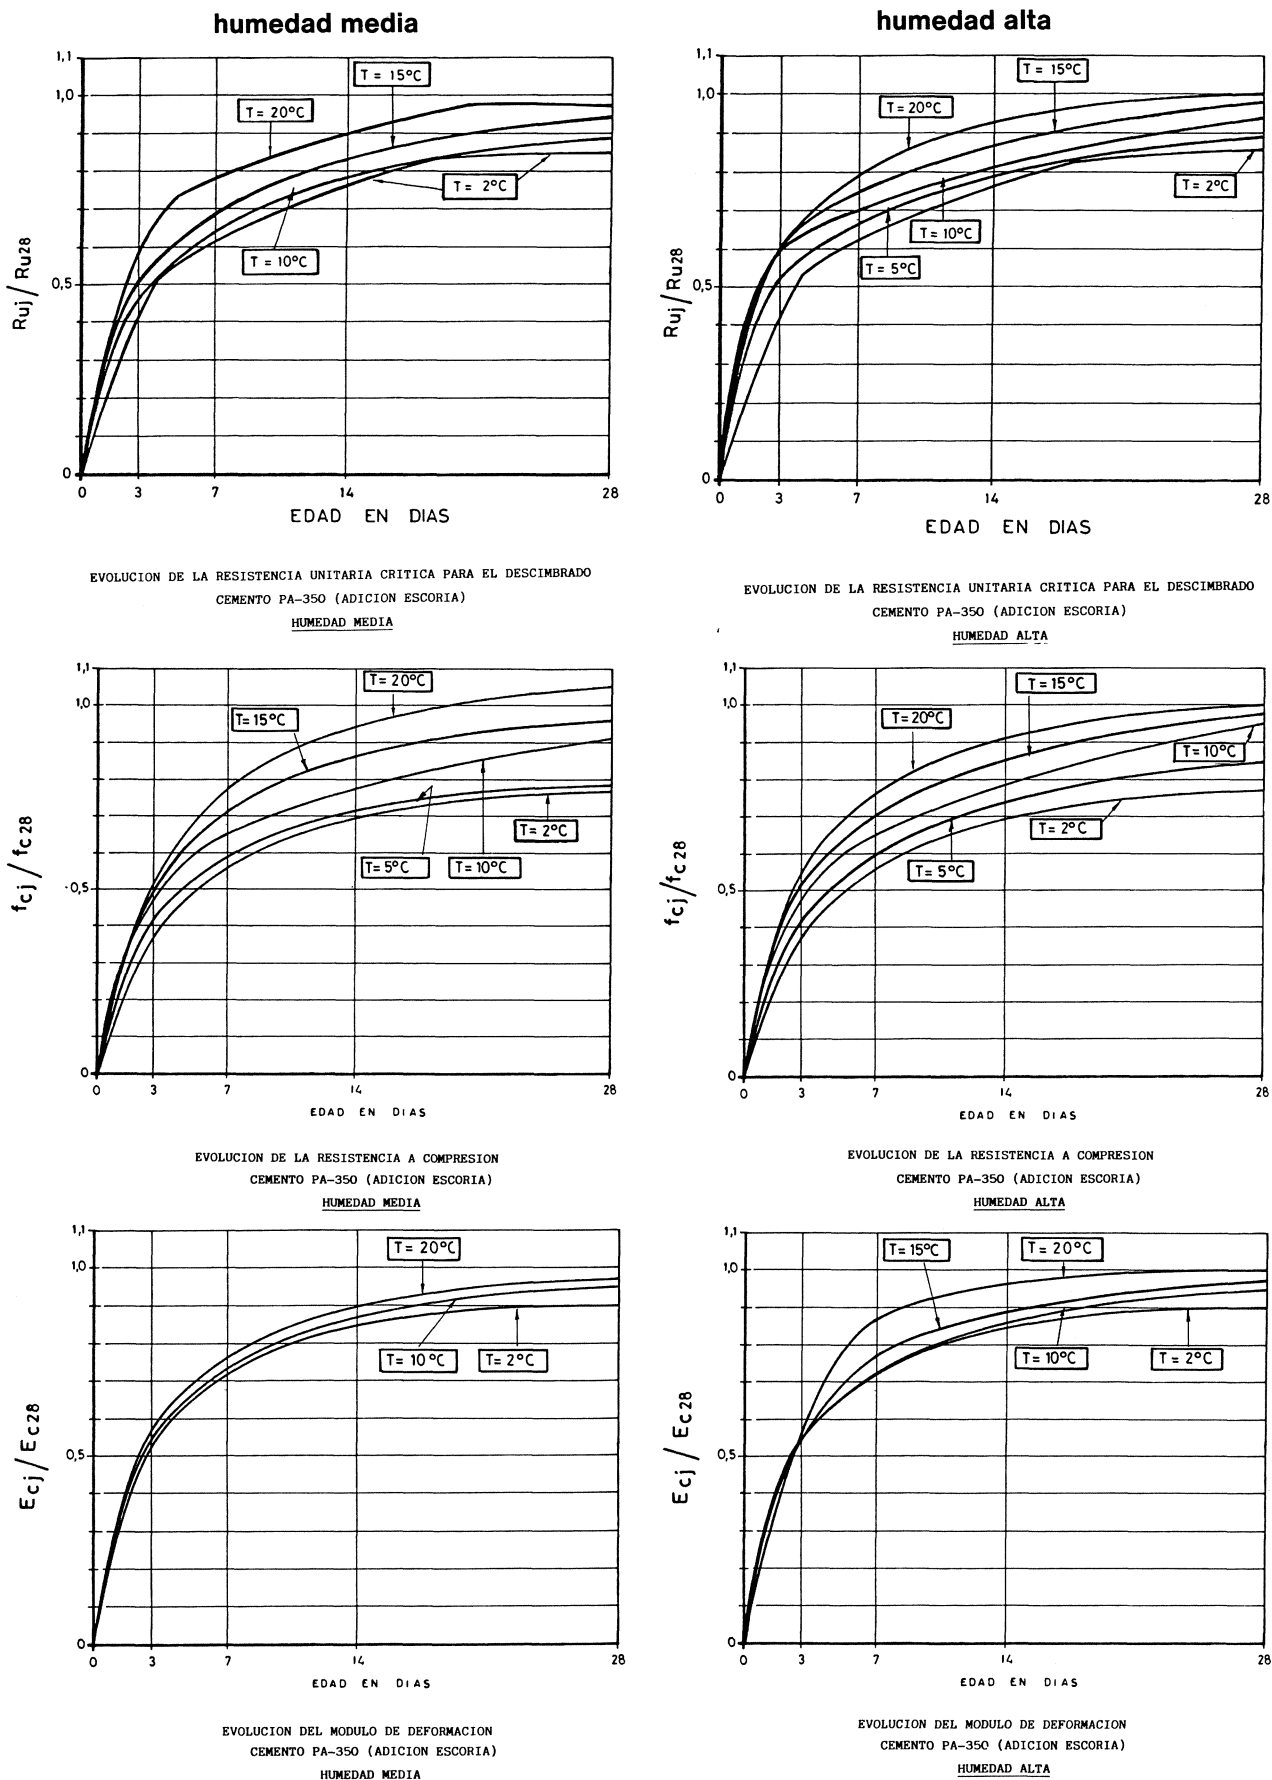 humedad media
humedad alta
1,1
1,0
0,5
0
Ruj / Ru28
T = 15°C
T = 20°C
T = 2°C
T = 10°C
0 3 7 14 28
EDAD EN DIAS
EVOLUCION DE LA RESISTENCIA UNITARIA CRITICA PARA EL DESCIMBRADO
CEMENTO PA-350 (ADICION ESCORIA)
HUMEDAD MEDIA
1,1
1,0
0,5
0
Ruj / Ru28
T = 15°C
T = 20°C
T = 2°C
T = 10°C
T = 5°C
0 3 7 14 28
EDAD EN DIAS
EVOLUCION DE LA RESISTENCIA UNITARIA CRITICA PARA EL DESCIMBRADO
CEMENTO PA-350 (ADICION ESCORIA)
HUMEDAD ALTA
1,1
1,0
0,5
0
fcj / fc28
T = 20°C
T = 15°C
T = 2°C
T = 5°C
T = 10°C
0 3 7 14 28
EDAD EN DIAS
EVOLUCION DE LA RESISTENCIA A COMPRESION
CEMENTO PA-350 (ADICION ESCORIA)
HUMEDAD MEDIA
1,1
1,0
0,5
0
fcj / fc28
T = 15°C
T = 20°C
T = 10°C
T = 2°C
T = 5°C
0 3 7 14 28
EDAD EN DIAS
EVOLUCION DE LA RESISTENCIA A COMPRESION
CEMENTO PA-350 (ADICION ESCORIA)
HUMEDAD ALTA
1,1
1,0
0,5
0
Ecj / Ec28
T = 20°C
T = 10°C
T = 2°C
0 3 7 14 28
EDAD EN DIAS
EVOLUCION DEL MODULO DE DEFORMACION
CEMENTO PA-350 (ADICION ESCORIA)
HUMEDAD MEDIA
1,1
1,0
0,5
0
Ecj / Ec28
T = 15°C
T = 20°C
T = 10°C
T = 2°C
0 3 7 14 28
EDAD EN DIAS
EVOLUCION DEL MODULO DE DEFORMACION
CEMENTO PA-350 (ADICION ESCORIA)
HUMEDAD ALTA